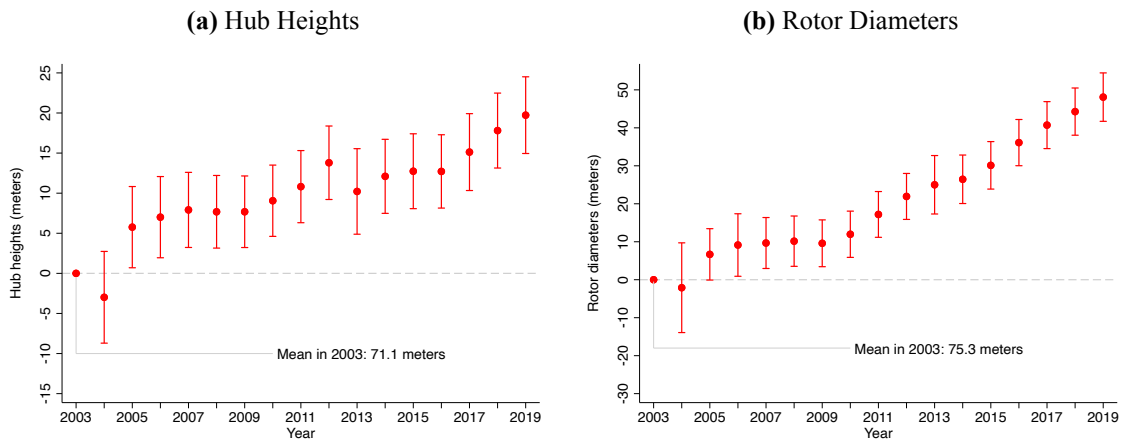 (a) Hub Heights
Hub heights (meters)
25
20
15
10
5
0
-5
-10
-15
Mean in 2003: 71.1 meters
2003 2005 2007 2009 2011 2013 2015 2017 2019
Year
(b) Rotor Diameters
Rotor diameters (meters)
50
40
30
20
10
0
-10
-20
-30
Mean in 2003: 75.3 meters
2003 2005 2007 2009 2011 2013 2015 2017 2019
Year